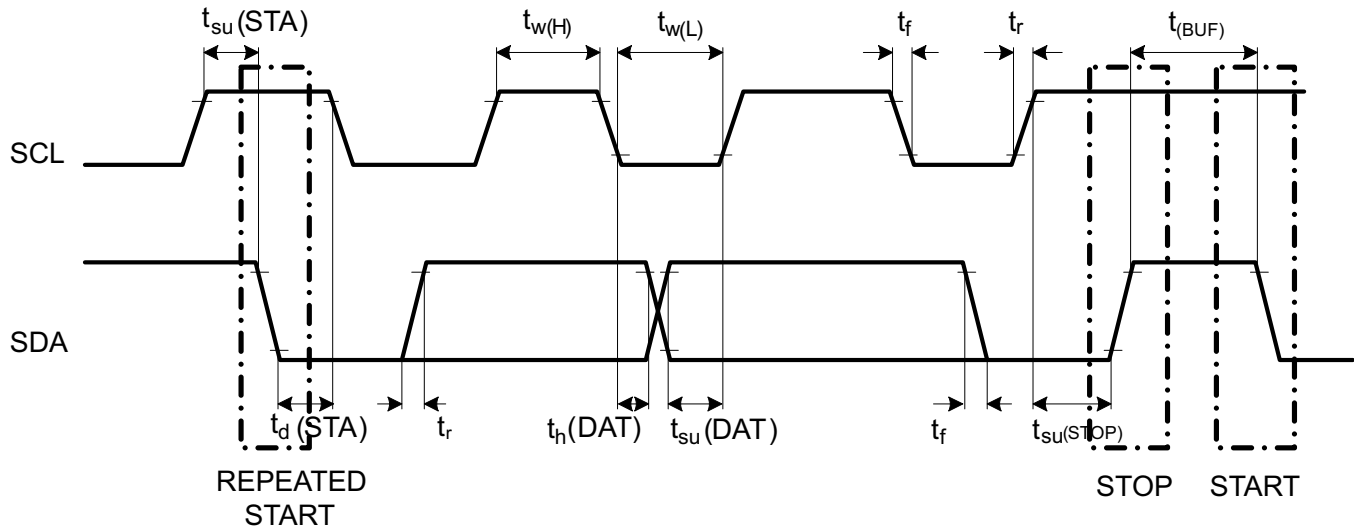 tsu(STA) tw(H) tw(L) tf tr t(BUF)
SCL
SDA
td(STA) tr th(DAT) tsu(DAT) tf tsu(STOP)
REPEATED STOP START
START